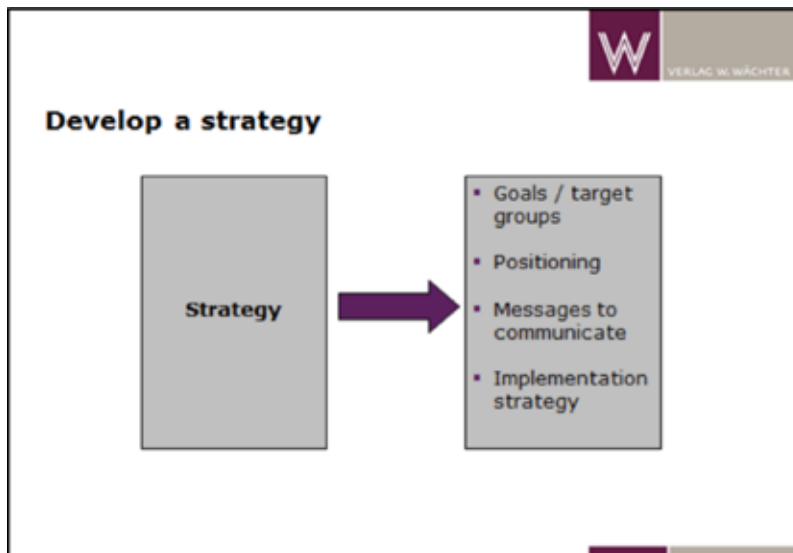 W
VERLAG W. WÄCHTER
Develop a strategy
Strategy
▪ Goals / target
groups
▪ Positioning
▪ Messages to
communicate
▪ Implementation
strategy